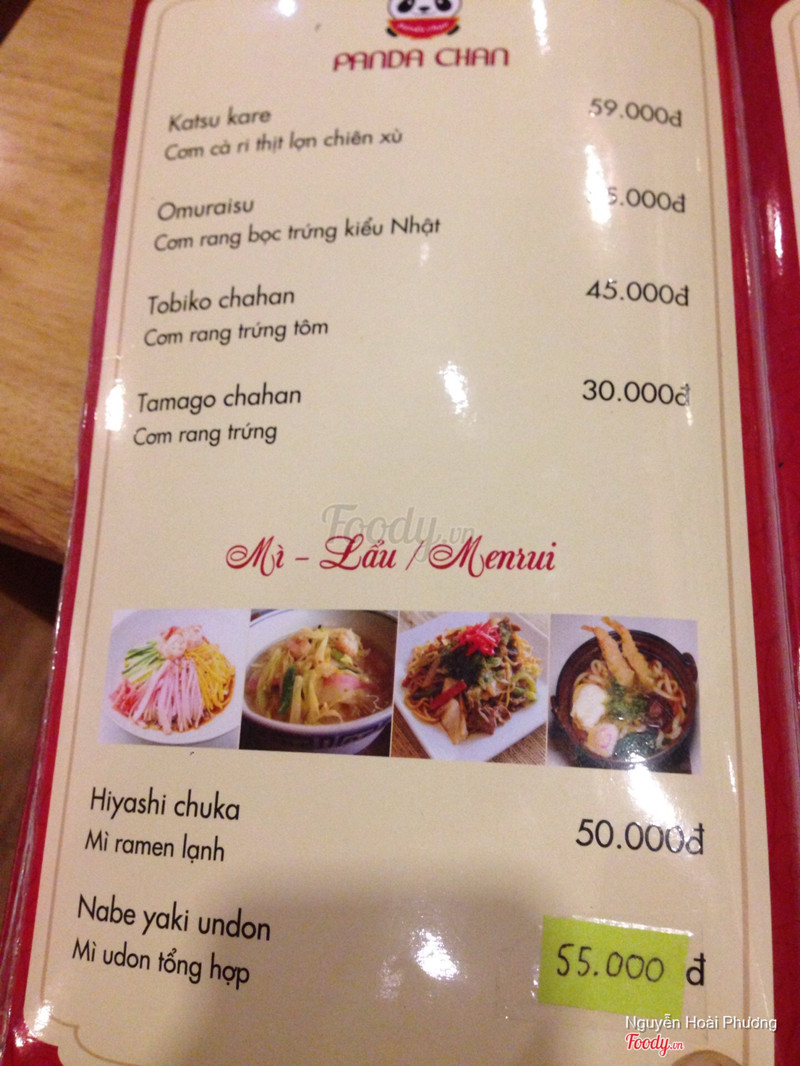 panda chan
PANDA CHAN
Katsu kare 59.000đ
Cơm cà ri thịt lợn chiên xù
Omuraisu
Cơm rang bọc trứng kiểu Nhật
Tobiko chahan 45.000đ
Cơm rang trứng tôm
Tamago chahan 30.000đ
Cơm rang trứng
Foody.vn
Mì - Lẩu / Menrui
Hiyashi chuka 50.000đ
Mì ramen lạnh
Nabe yaki undon 55.000 đ
Mì udon tổng hợp
Nguyễn Hoài Phương
Foody.vn